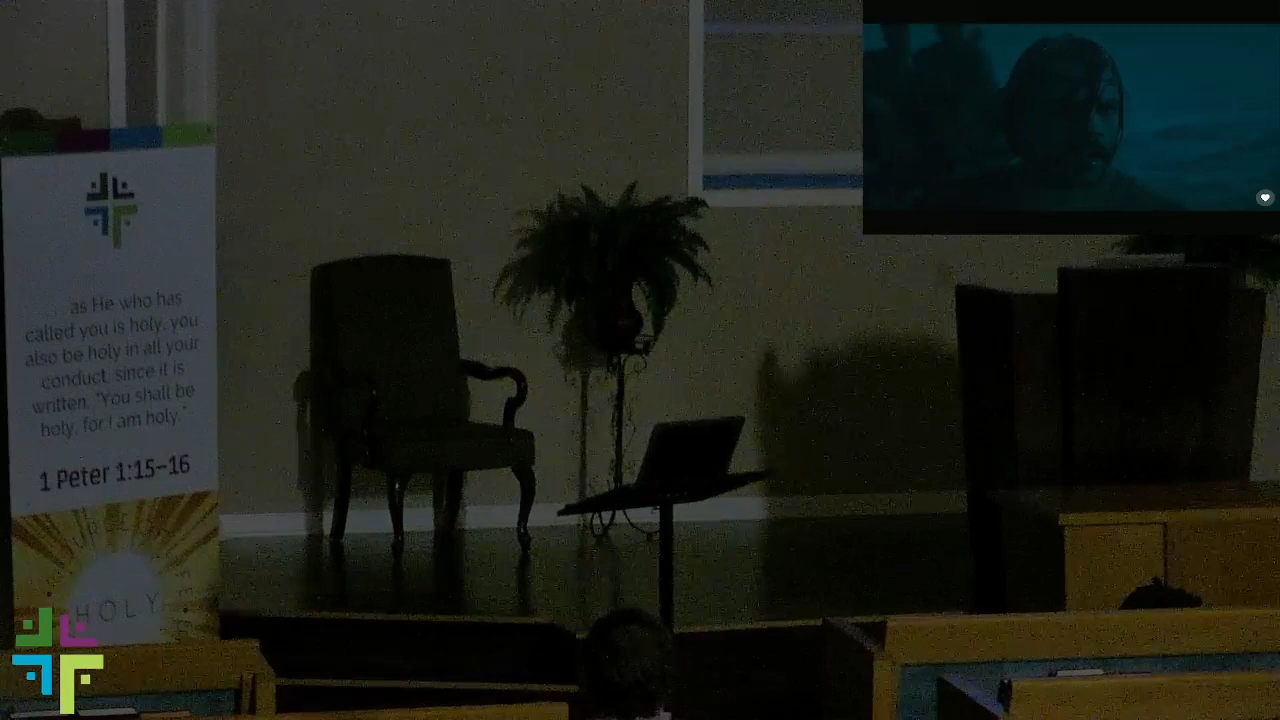 . . . as He who has
called you is holy, you
also be holy in all your
conduct, since it is
written, "You shall be
holy, for I am holy."
1 Peter 1:15-16
HOLY